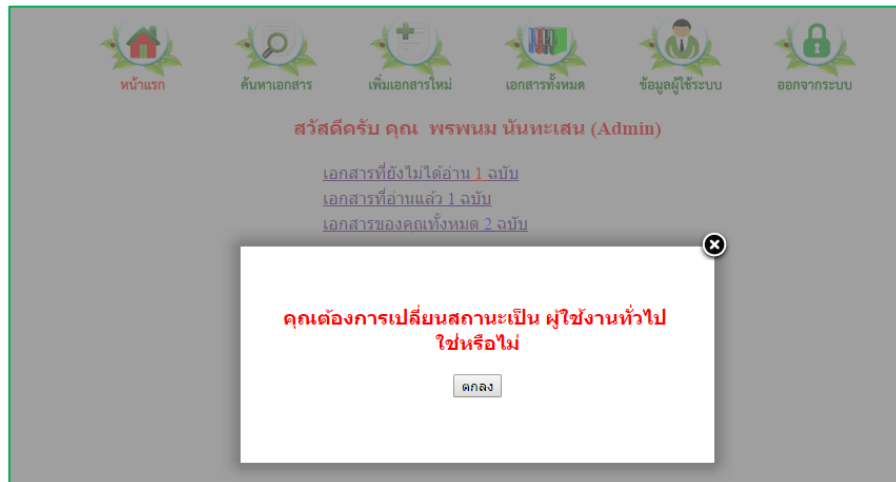 หน้าแรก ค้นหาเอกสาร เพิ่มเอกสารใหม่ เอกสารทั้งหมด ข้อมูลผู้ใช้ระบบ ออกจากระบบ
สวัสดีครับ คุณ พรพนม นันทะเสน (Admin)
เอกสารที่ยังไม่ได้อ่าน 1 ฉบับ
เอกสารที่อ่านแล้ว 1 ฉบับ
เอกสารของคุณทั้งหมด 2 ฉบับ
คุณต้องการเปลี่ยนสถานะเป็น ผู้ใช้งานทั่วไป
ใช่หรือไม่
ตกลง